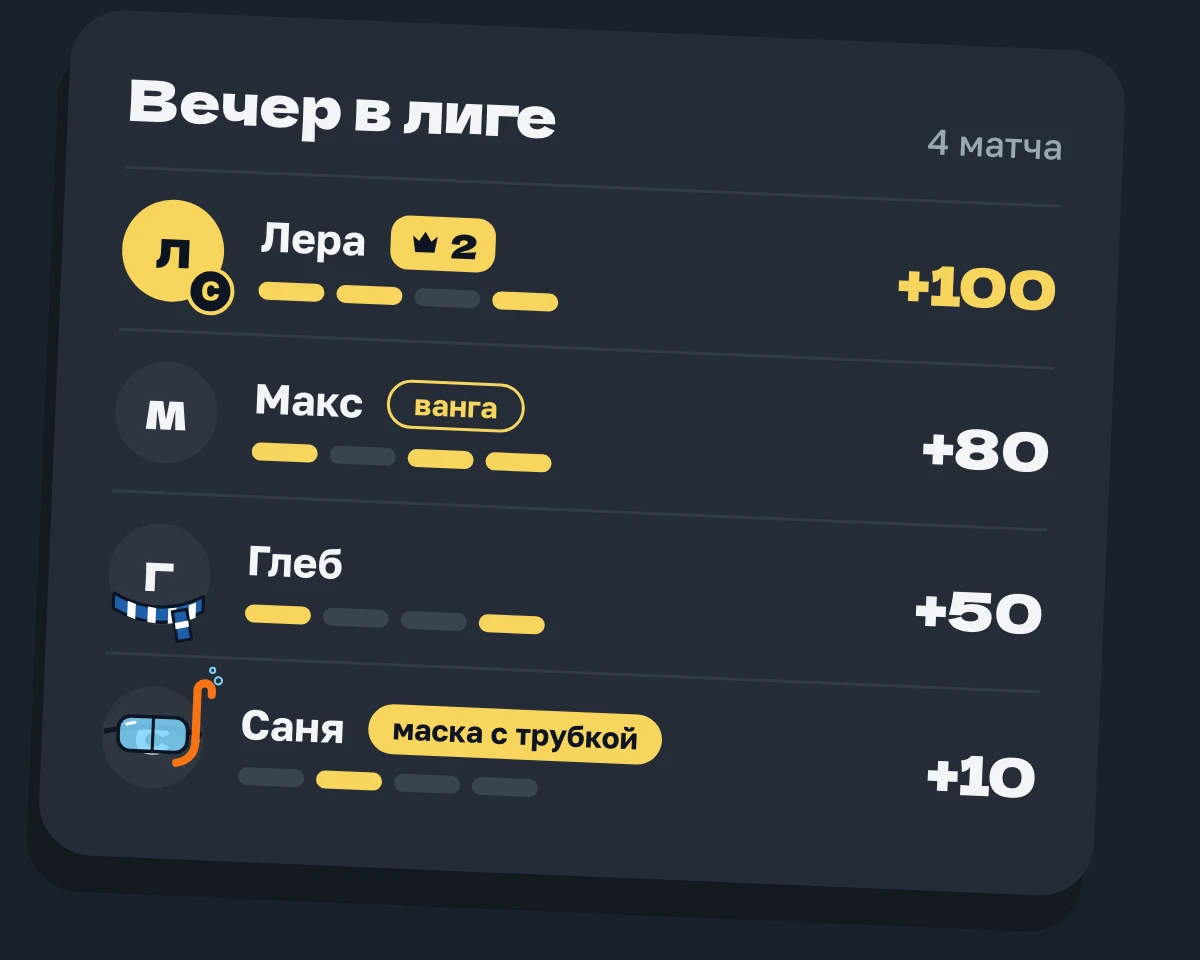 Вечер в лиге
4 матча
Л
C
Лера
2
+100
М
Макс
ванга
+80
Г
Глеб
+50
Саня
маска с трубкой
+10